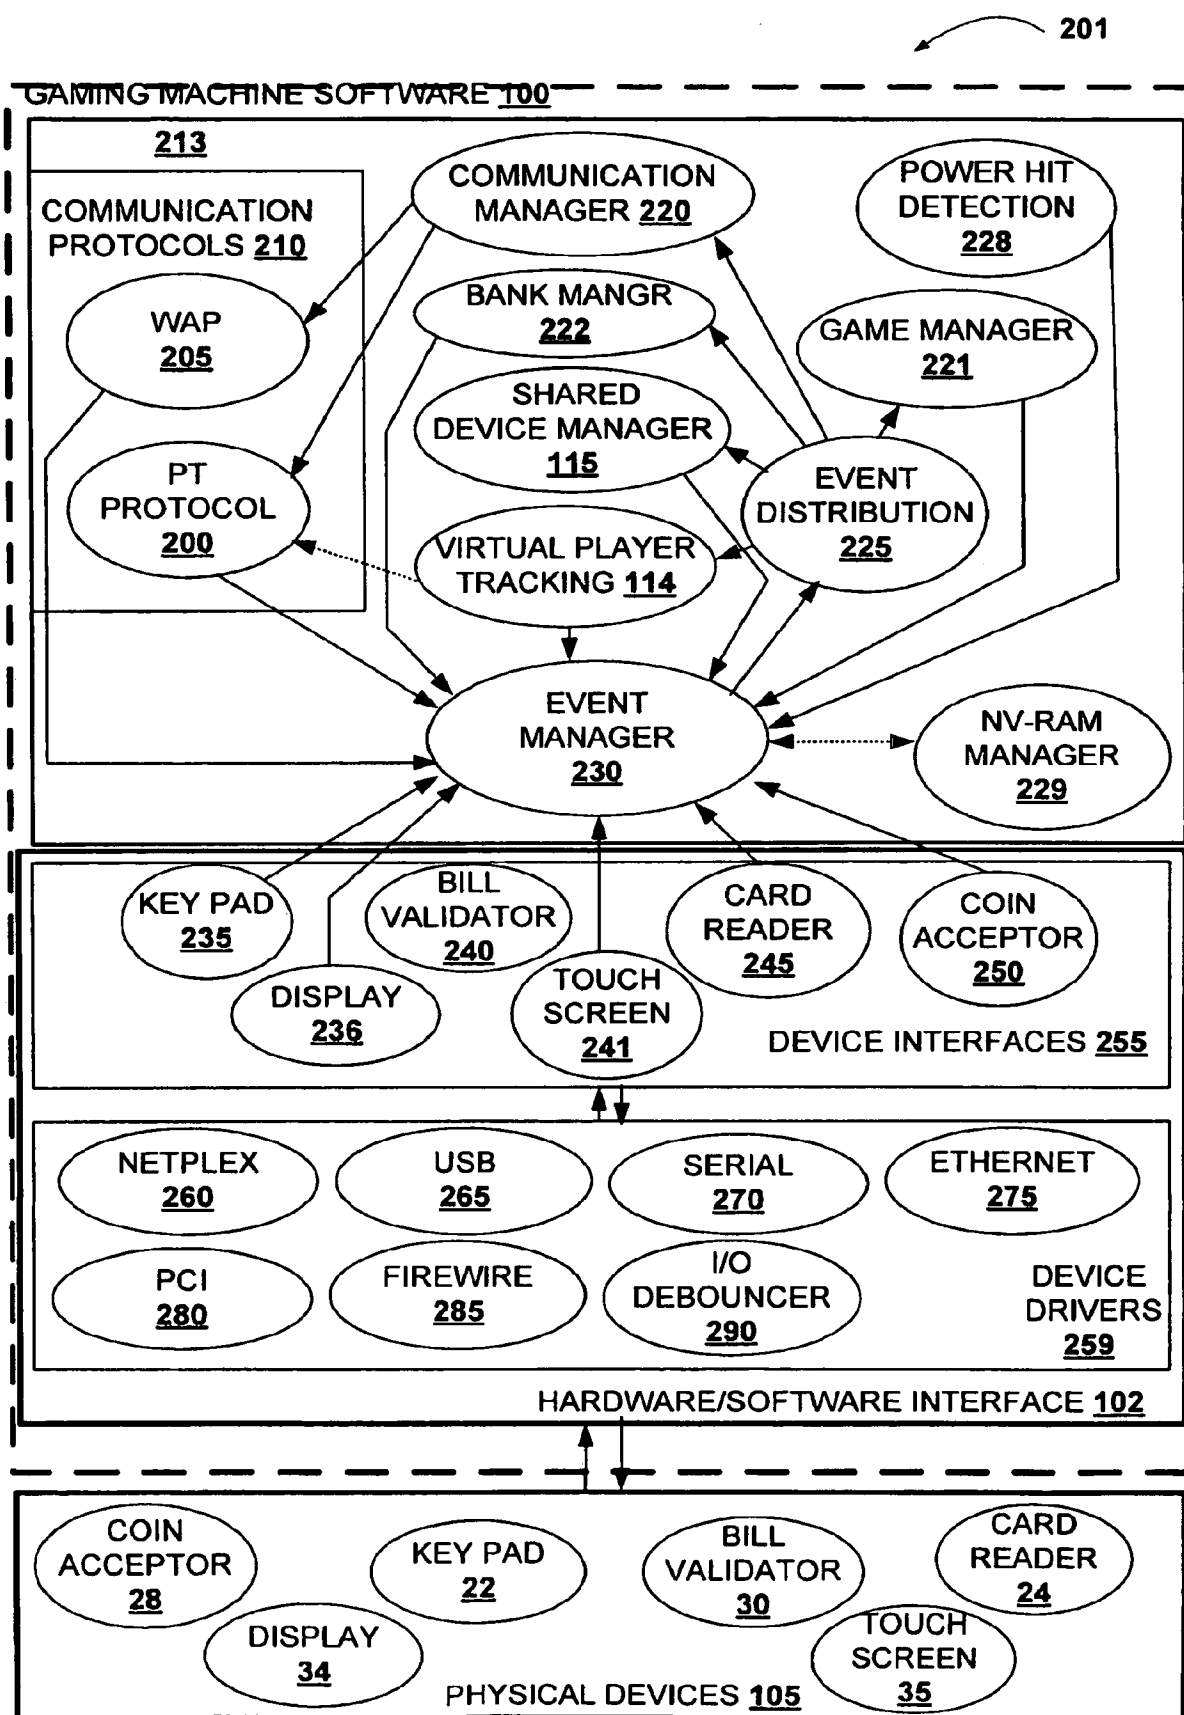 201
GAMING MACHINE SOFTWARE 100
213
COMMUNICATION
PROTOCOLS 210
COMMUNICATION
MANAGER 220
POWER HIT
DETECTION
228
WAP
205
BANK MANGR
222
GAME MANAGER
221
SHARED
DEVICE MANAGER
115
PT
PROTOCOL
200
EVENT
DISTRIBUTION
225
VIRTUAL PLAYER
TRACKING 114
EVENT
MANAGER
230
NV-RAM
MANAGER
229
KEY PAD
235
BILL
VALIDATOR
240
CARD
READER
245
COIN
ACCEPTOR
250
DISPLAY
236
TOUCH
SCREEN
241
DEVICE INTERFACES 255
NETPLEX
260
USB
265
SERIAL
270
ETHERNET
275
PCI
280
FIREWIRE
285
I/O
DEBOUNCER
290
DEVICE
DRIVERS
259
HARDWARE/SOFTWARE INTERFACE 102
COIN
ACCEPTOR
28
KEY PAD
22
BILL
VALIDATOR
30
CARD
READER
24
DISPLAY
34
TOUCH
SCREEN
35
PHYSICAL DEVICES 105